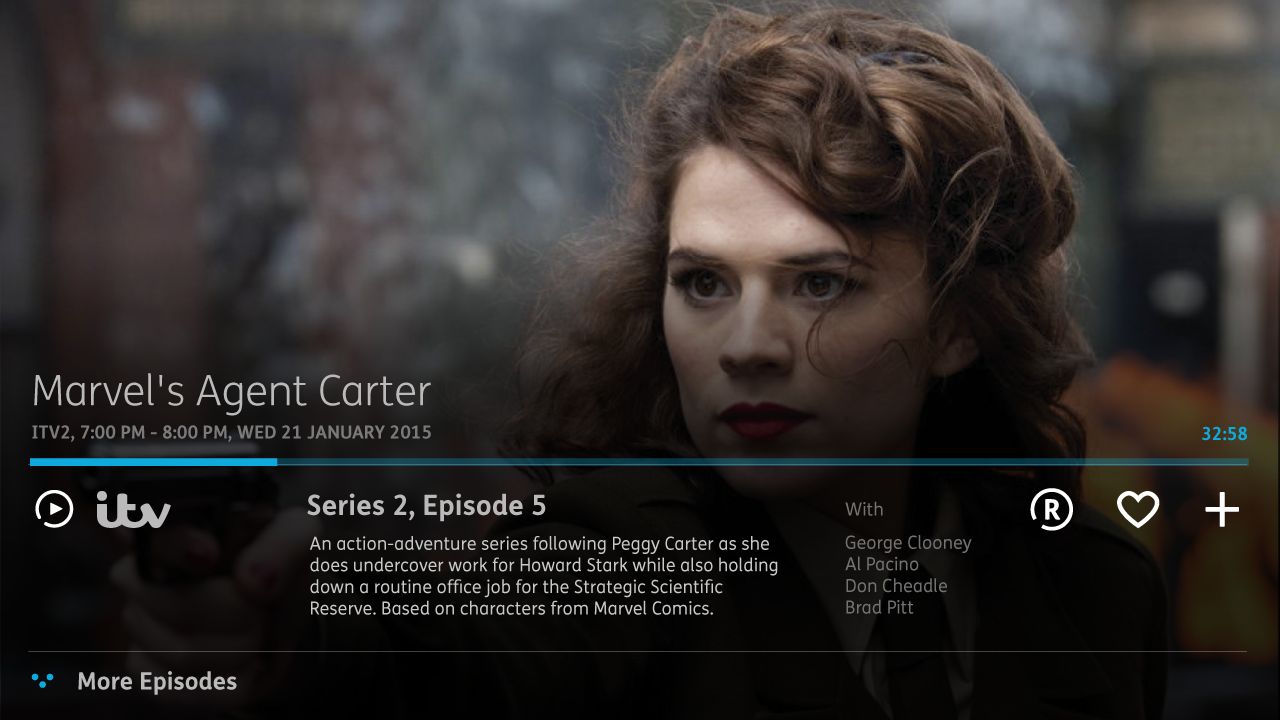 Marvel's Agent Carter
ITV2, 7:00 PM - 8:00 PM, WED 21 JANUARY 2015
32:58
itv
Series 2, Episode 5
An action-adventure series following Peggy Carter as she
does undercover work for Howard Stark while also holding
down a routine office job for the Strategic Scientific
Reserve. Based on characters from Marvel Comics.
With
George Clooney
Al Pacino
Don Cheadle
Brad Pitt
R
More Episodes